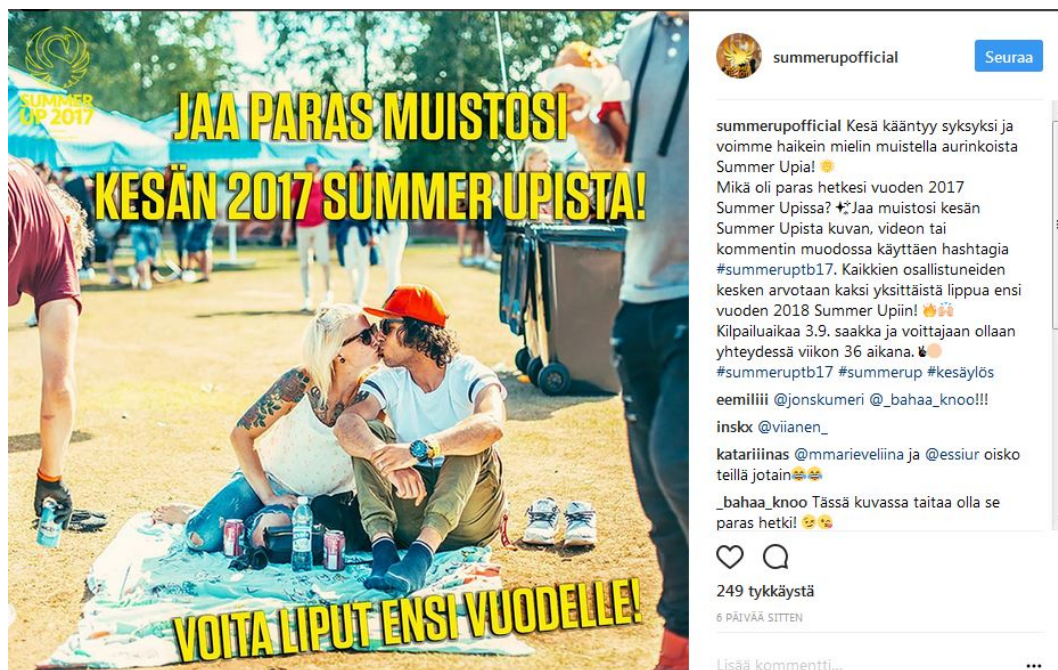 SUMMER
UP 2017
JAA PARAS MUISTOSI
KESÄN 2017 SUMMER UPISTA!
VOITA LIPUT ENSI VUODELLE!
summerupofficial
Seuraa
summerupofficial Kesä kääntyy syksyksi ja
voimme haikein mielin muistella aurinkoista
Summer Upia! ☀
Mikä oli paras hetkesi vuoden 2017
Summer Upissa? ✨Jaa muistosi kesän
Summer Upista kuvan, videon tai
kommentin muodossa käyttäen hashtagia
#summeruptb17. Kaikkien osallistuneiden
kesken arvotaan kaksi yksittäistä lippua ensi
vuoden 2018 Summer Upiin! 🔥🙌🏻
Kilpailuaikaa 3.9. saakka ja voittajaan ollaan
yhteydessä viikon 36 aikana.✌🏻
#summeruptb17 #summerup #kesäylös
eemiliii @jonskumeri @_bahaa_knoo!!!
inskx @viianen_
katariiinas @mmarieveliina ja @essiur oisko
teillä jotain😂😂
_bahaa_knoo Tässä kuvassa taitaa olla se
paras hetki! 😏😘
249 tykkäystä
6 PÄIVÄÄ SITTEN
Lisää kommentti...